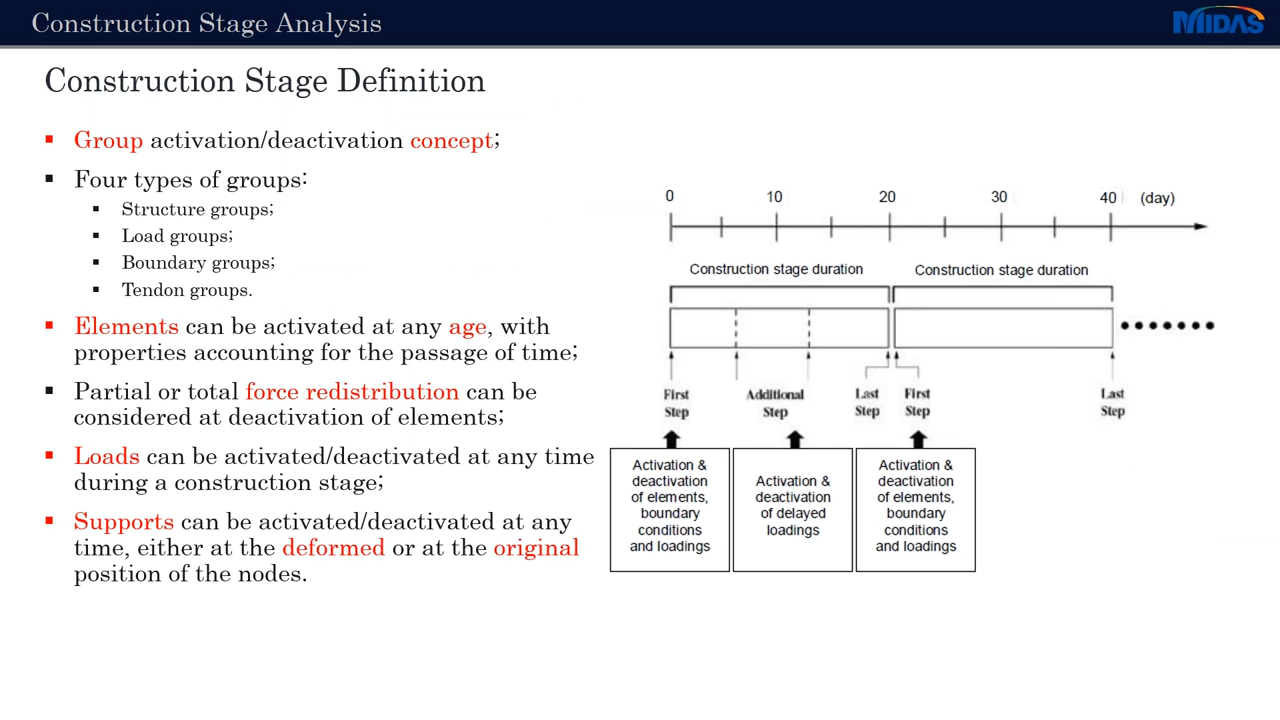 Construction Stage Analysis
MIDAS
Construction Stage Definition
Group activation/deactivation concept;
Four types of groups:
Structure groups;
Load groups;
Boundary groups;
Tendon groups.
Elements can be activated at any age, with
properties accounting for the passage of time;
Partial or total force redistribution can be
considered at deactivation of elements;
Loads can be activated/deactivated at any time
during a construction stage;
Supports can be activated/deactivated at any
time, either at the deformed or at the original
position of the nodes.
0 10 20 30 40 (day)
Construction stage duration Construction stage duration
First Additional Last First Last
Step Step Step Step Step
Activation &
deactivation
of elements,
boundary
conditions
and loadings
Activation &
deactivation
of delayed
loadings
Activation &
deactivation
of elements,
boundary
conditions
and loadings